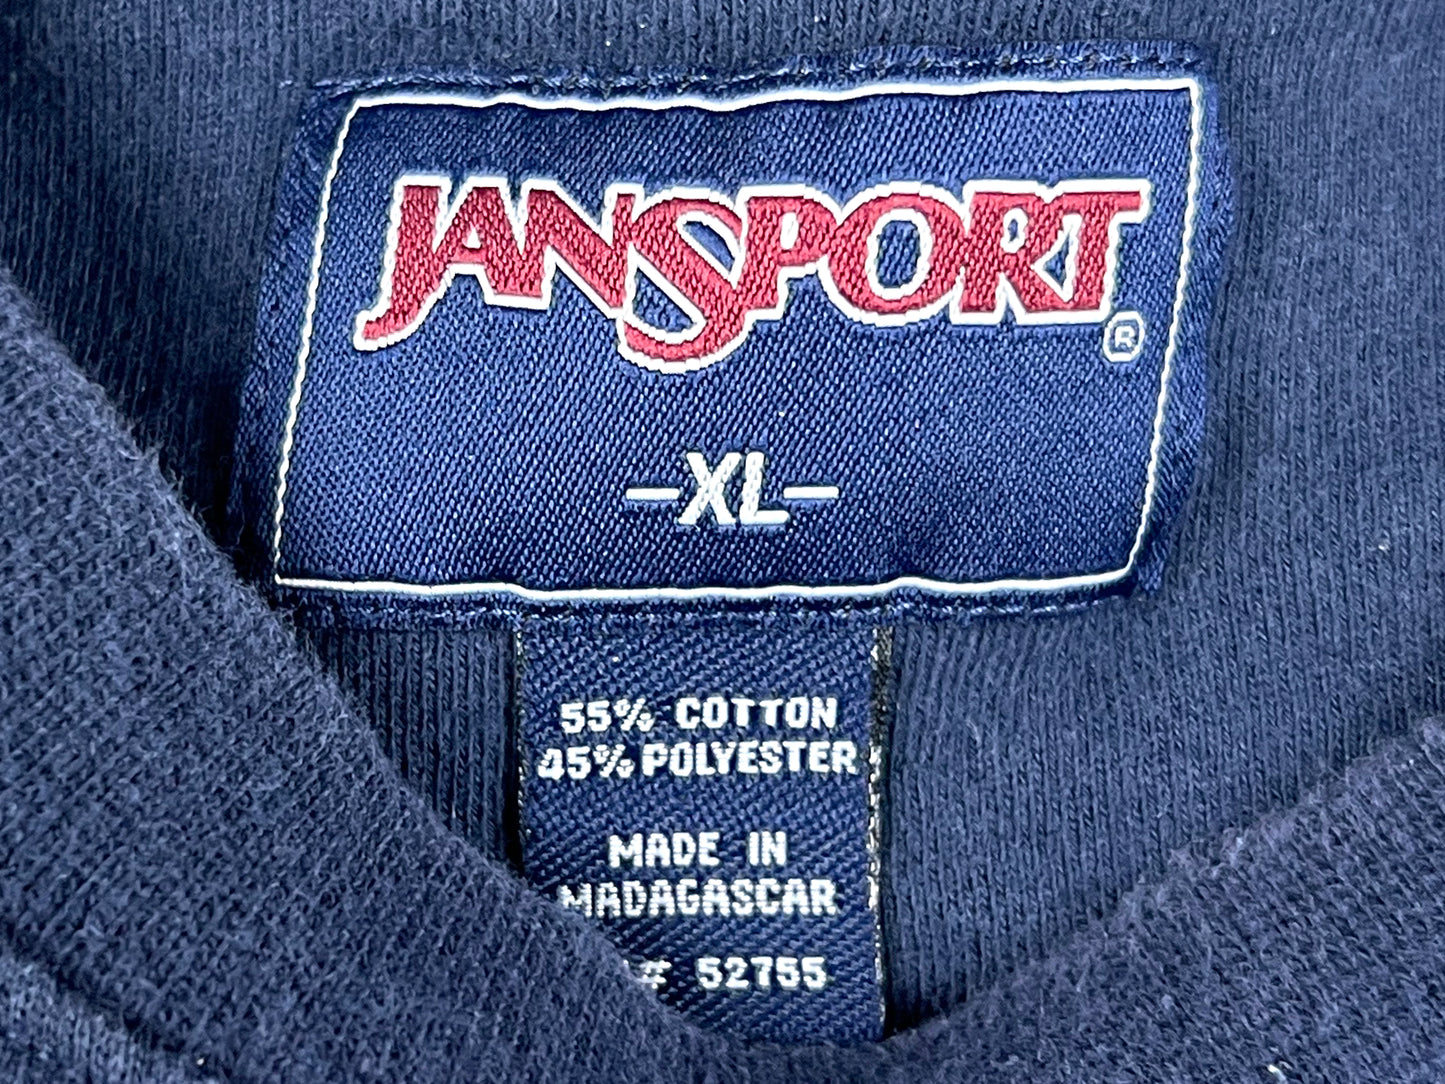 JANSPORT
®
-XL-
55% COTTON
45% POLYESTER
MADE IN
MADAGASCAR
# 52755